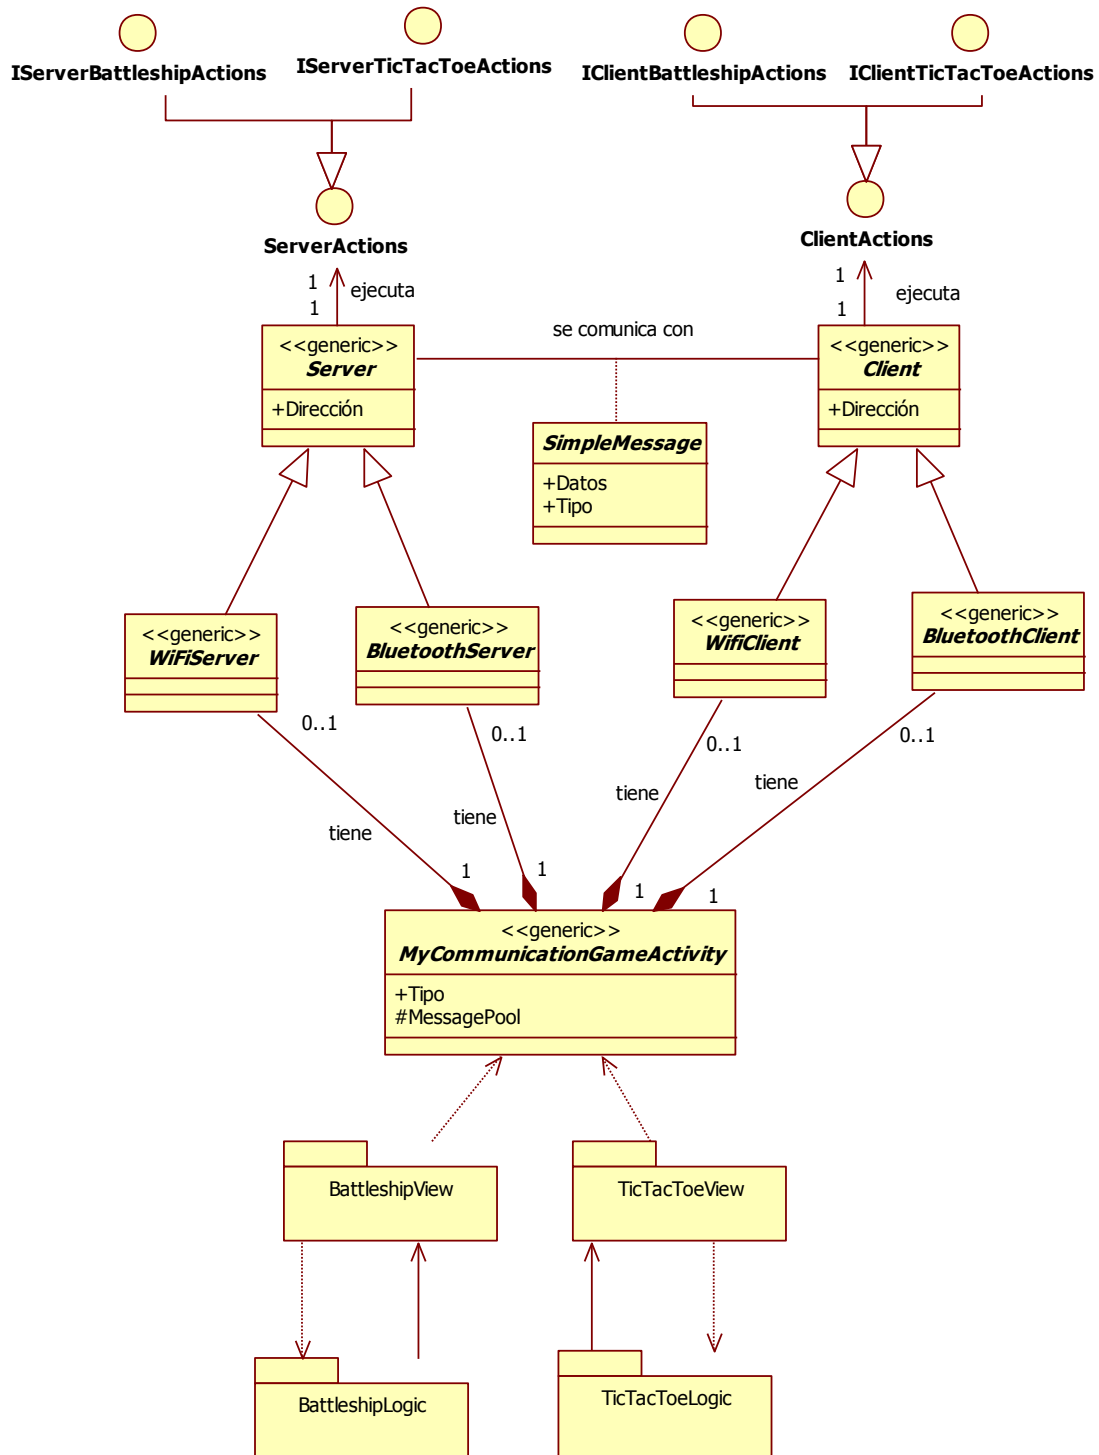 IServerBattleshipActions
IServerTicTacToeActions
IClientBattleshipActions
IClientTicTacToeActions
ServerActions
ClientActions
1
ejecuta
1
1
ejecuta
1
se comunica con
<<generic>>
Server
+Dirección
<<generic>>
Client
+Dirección
SimpleMessage
+Datos
+Tipo
<<generic>>
WiFiServer
<<generic>>
BluetoothServer
<<generic>>
WifiClient
<<generic>>
BluetoothClient
0..1
0..1
0..1
0..1
tiene
tiene
tiene
tiene
1
1
1
1
<<generic>>
MyCommunicationGameActivity
+Tipo
#MessagePool
BattleshipView
TicTacToeView
BattleshipLogic
TicTacToeLogic